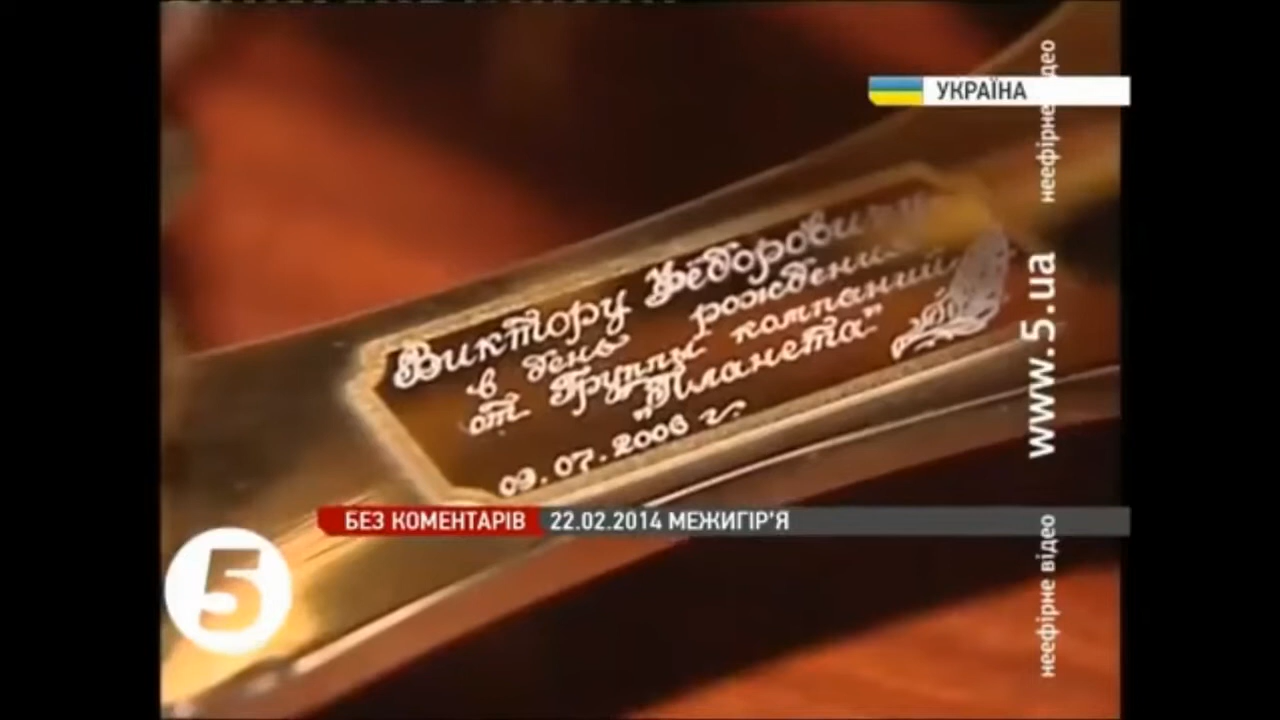 УКРАЇНА
неефірне відео
www.5.ua
неефірне відео
Виктору Фёдоровичу
в день рождения
от Группы компаний
"Планета"
09.07.2006 г.
БЕЗ КОМЕНТАРІВ
22.02.2014 МЕЖИГІР'Я
5